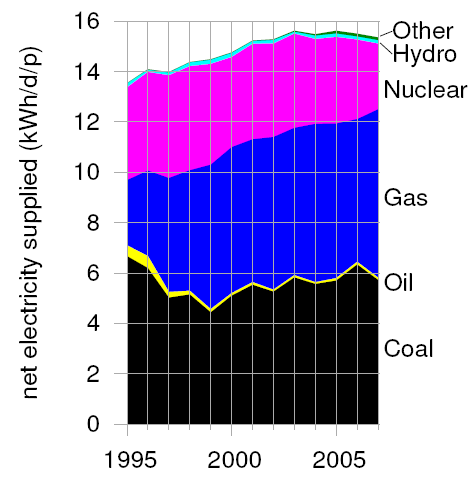 net electricity supplied (kWh/d/p)
16
14
12
10
8
6
4
2
0
1995
2000
2005
Other
Hydro
Nuclear
Gas
Oil
Coal